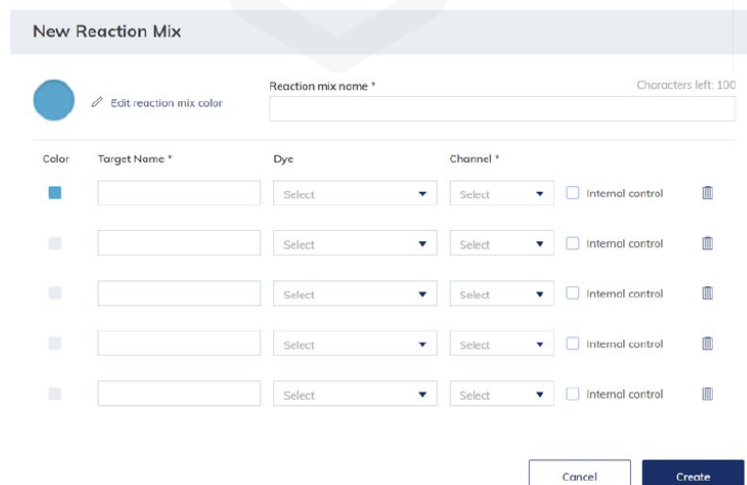 New Reaction Mix
Reaction mix name * Characters left: 100
Edit reaction mix color
Color Target Name * Dye Channel *
Select Select Internal control
Select Select Internal control
Select Select Internal control
Select Select Internal control
Select Select Internal control
Cancel Create